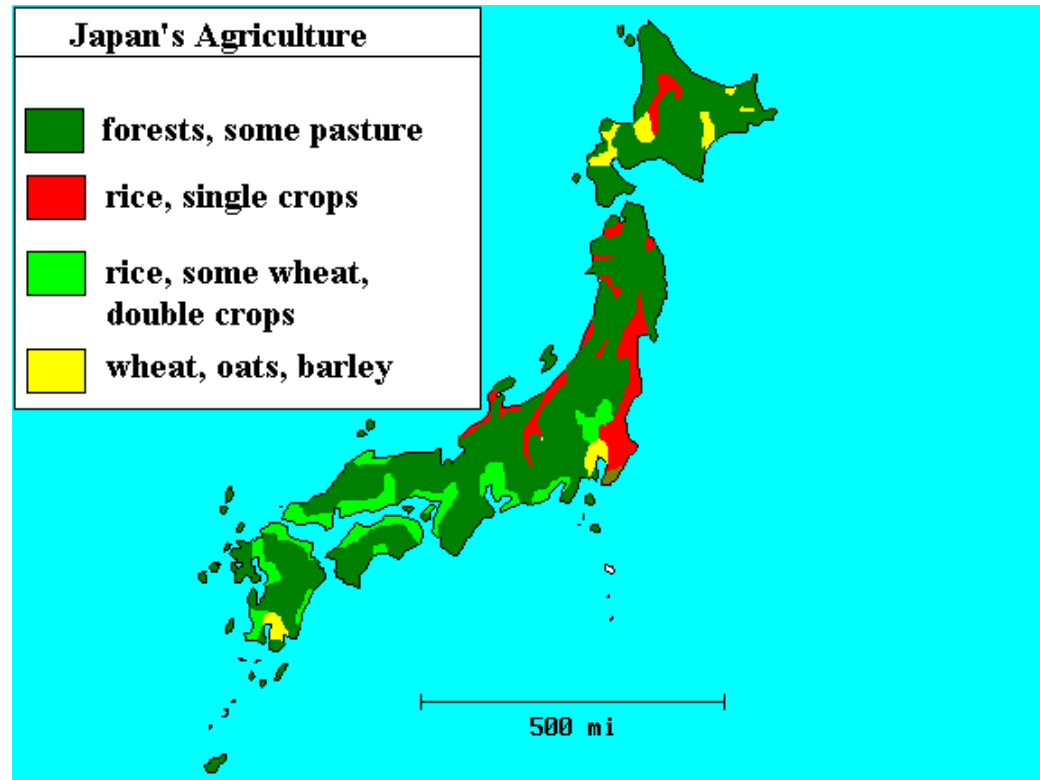 Japan's Agriculture
forests, some pasture
rice, single crops
rice, some wheat,
double crops
wheat, oats, barley
500 mi